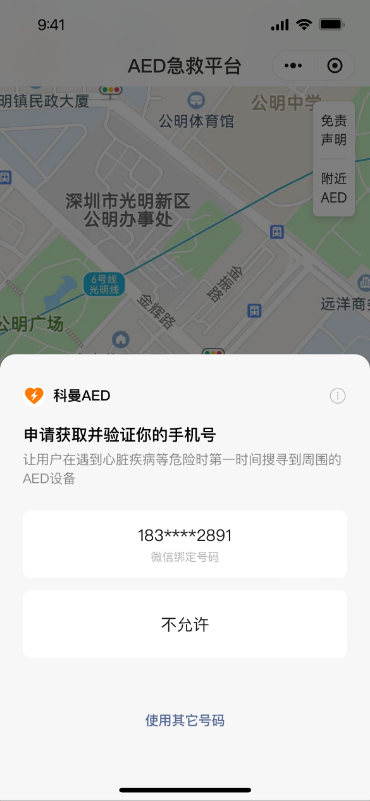 9:41
AED急救平台
明镇民政大厦
公明体育馆
公明中学
免责
声明
附近
AED
深圳市光明新区
公明办事处
6号线
光明线
金辉路
金振路
远洋商务
公明广场
科曼AED
申请获取并验证你的手机号
让用户在遇到心脏疾病等危险时第一时间搜寻到周围的
AED设备
183****2891
微信绑定号码
不允许
使用其它号码